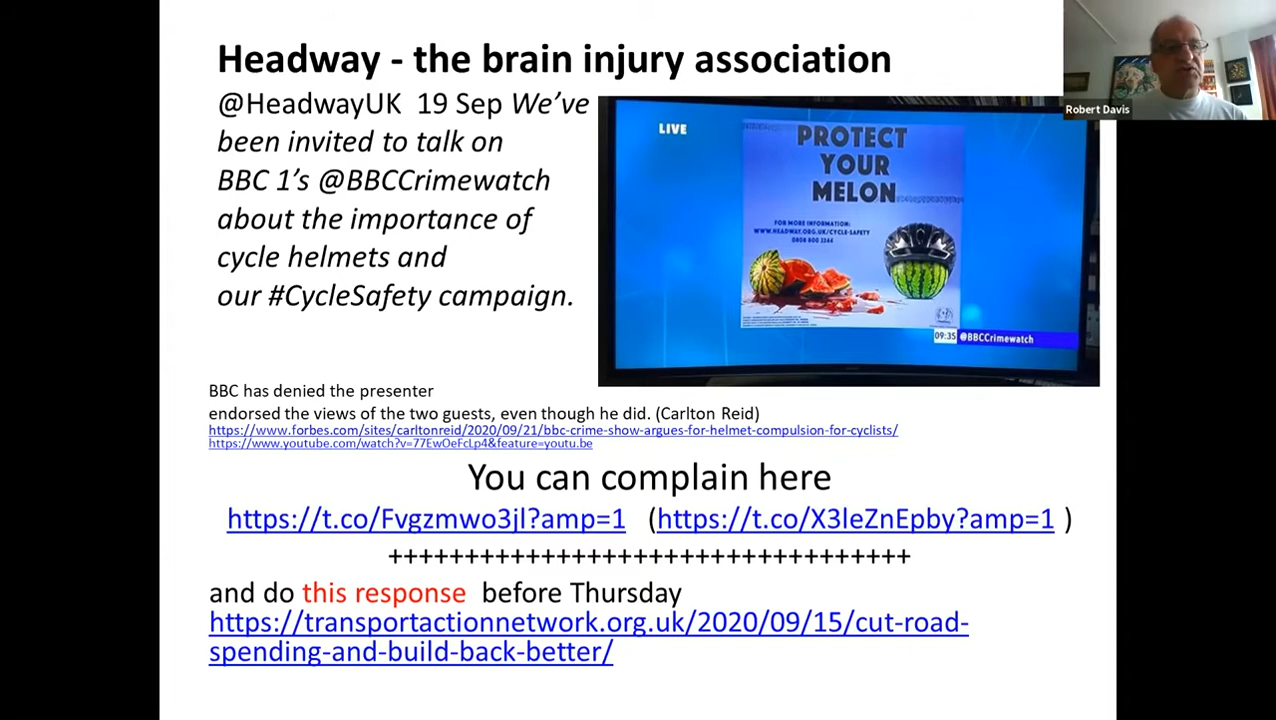 Headway - the brain injury association
Robert Davis
@HeadwayUK 19 Sep We've
been invited to talk on
BBC 1's @BBCCrimewatch
about the importance of
cycle helmets and
our #CycleSafety campaign.
LIVE
PROTECT
YOUR
MELON
FOR MORE INFORMATION:
WWW.HEADWAY.ORG.UK/CYCLE-SAFETY
0808 800 2244
09:35 @BBCCrimewatch
BBC has denied the presenter
endorsed the views of the two guests, even though he did. (Carlton Reid)
https://www.forbes.com/sites/carltonreid/2020/09/21/bbc-crime-show-argues-for-helmet-compulsion-for-cyclists/
https://www.youtube.com/watch?v=77EwOeFcLp4&feature=youtu.be
You can complain here
https://t.co/Fvgzmwo3jl?amp=1 (https://t.co/X3leZnEpby?amp=1 )
++++++++++++++++++++++++++++++++++
and do this response before Thursday
https://transportactionnetwork.org.uk/2020/09/15/cut-road-
spending-and-build-back-better/